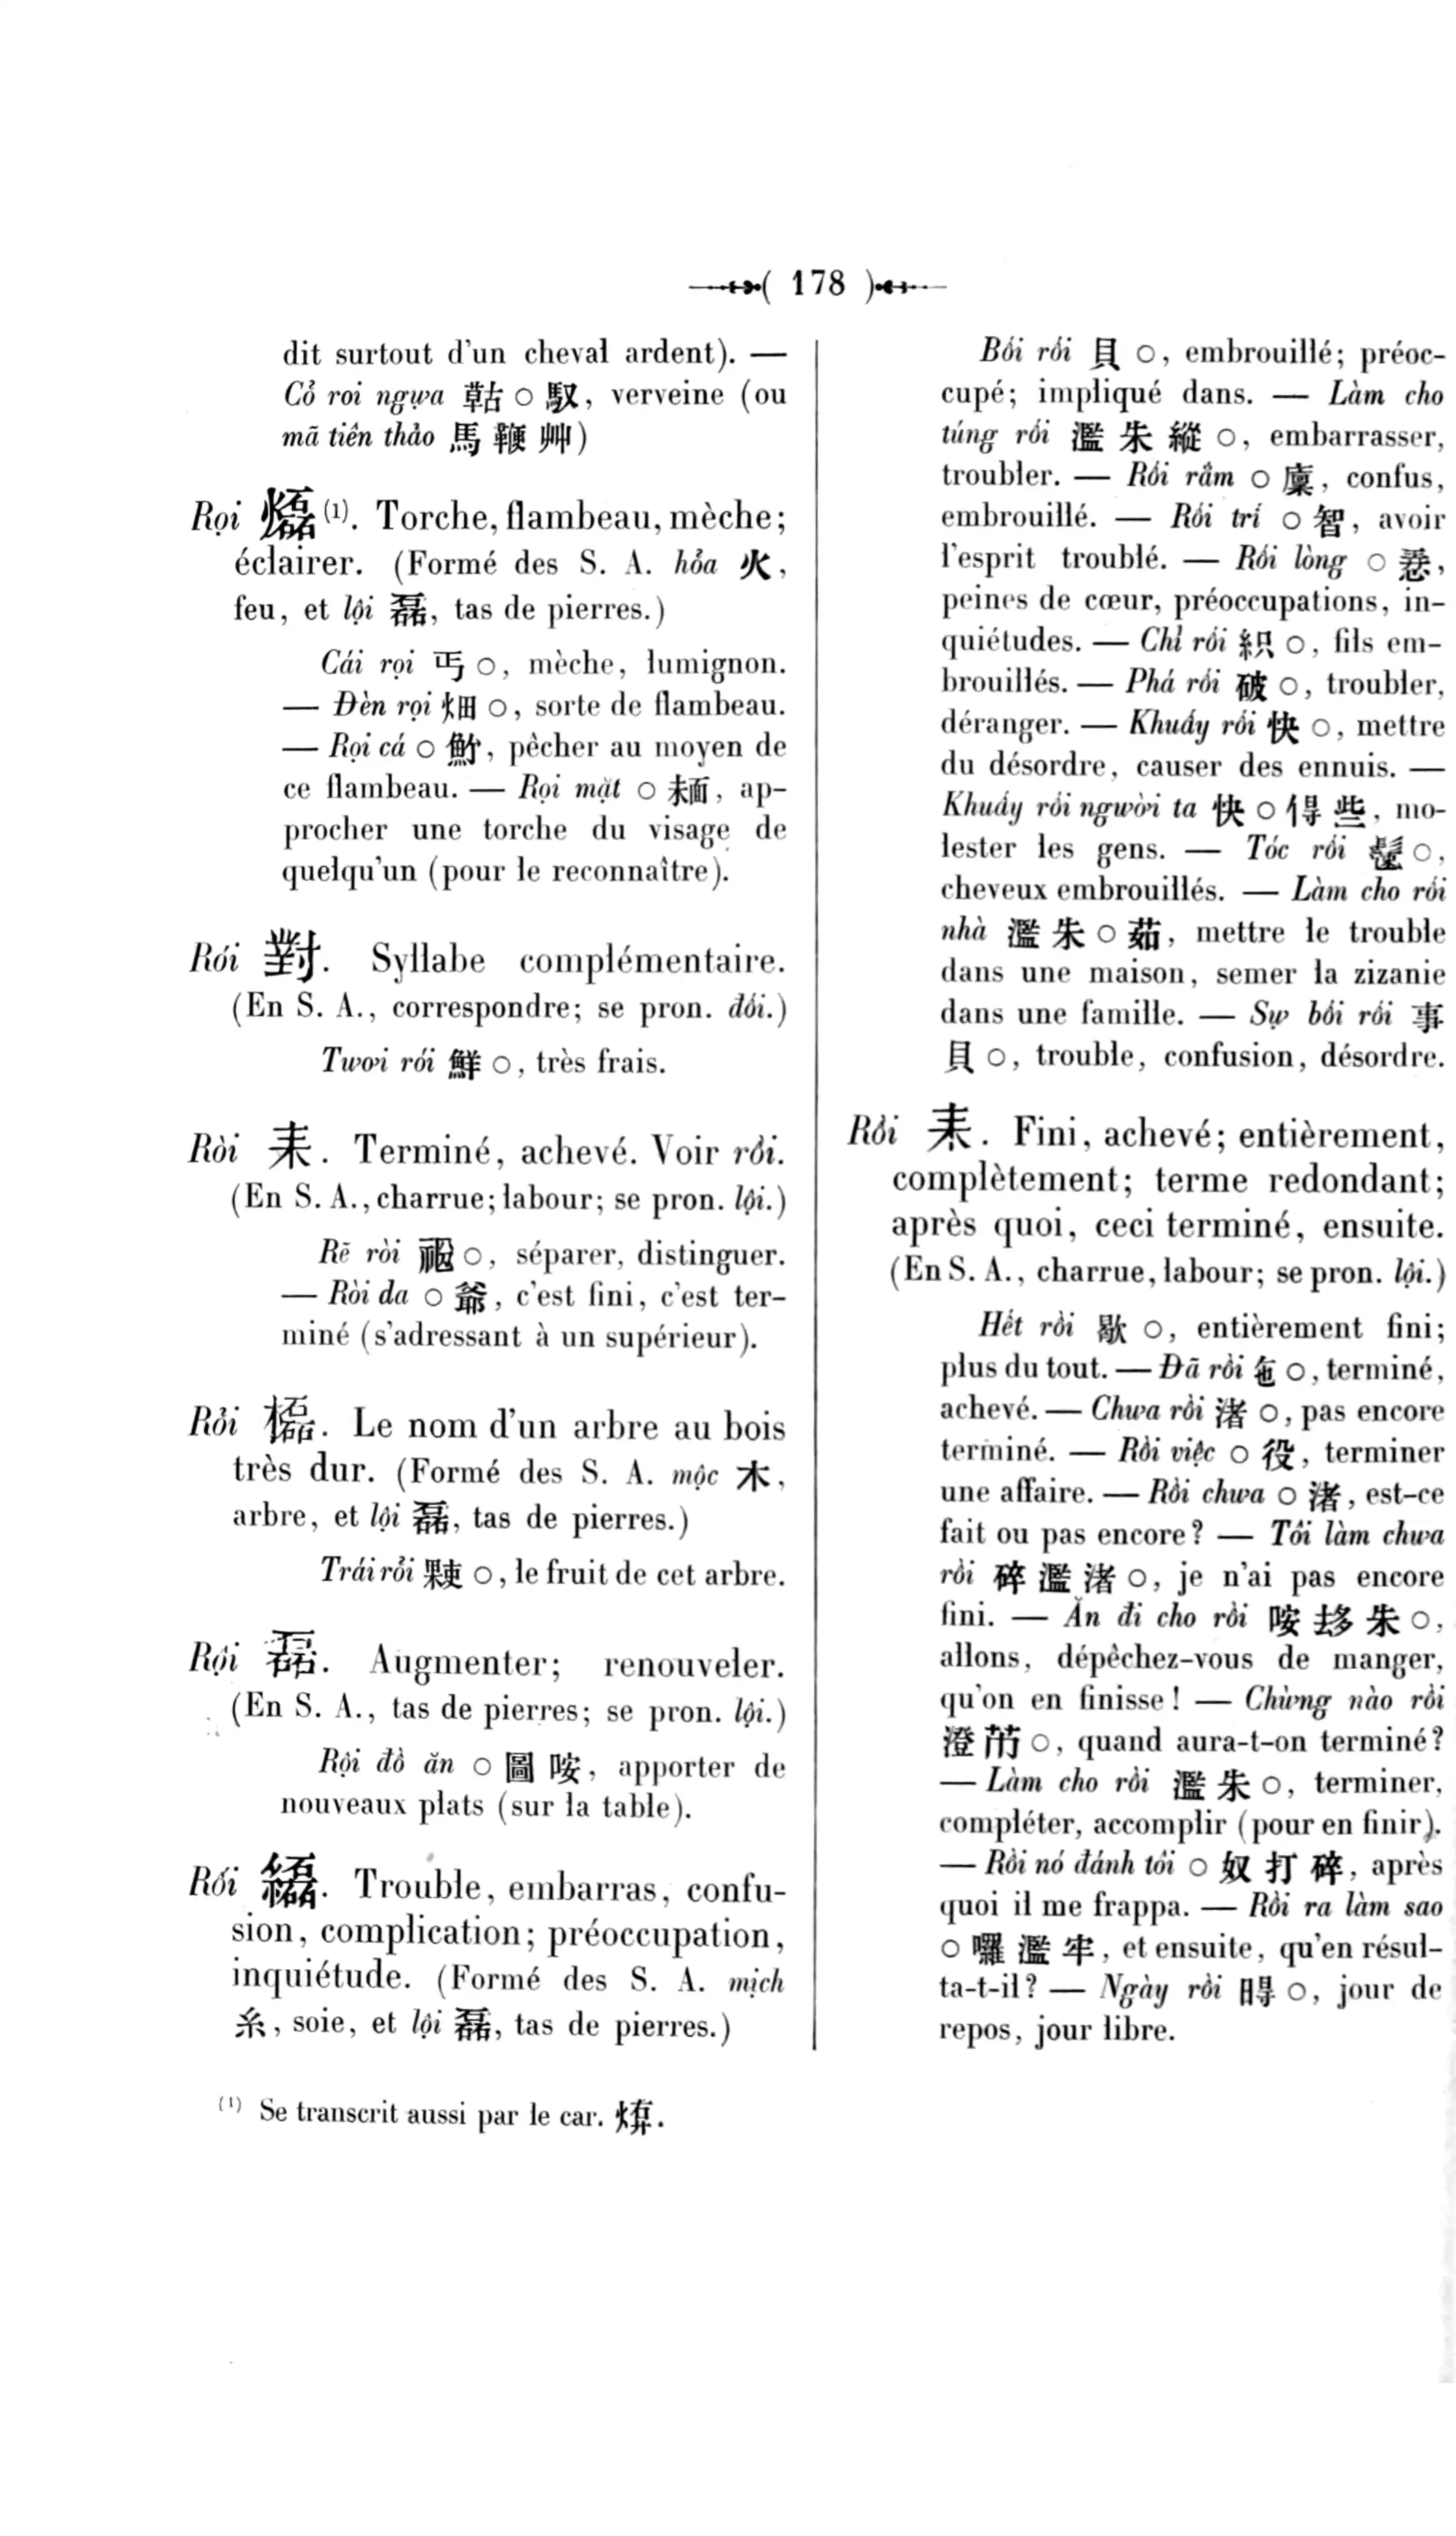 ( 178 )
dit surtout d'un cheval ardent). —
Cỏ roi ngựa ○ 馭, verveine (ou
mã tiên thảo 馬 鞭 艸)
Rọi (1). Torche, flambeau, mèche;
éclairer. (Formé des S. A. hỏa 火,
feu, et lội 磊, tas de pierres.)
Cái rọi 丐 ○, mèche, lumignon.
— Đèn rọi 畑 ○, sorte de flambeau.
— Rọi cá ○, pêcher au moyen de
ce flambeau. — Rọi mặt ○, ap-
procher une torche du visage de
quelqu'un (pour le reconnaître).
Rói 對. Syllabe complémentaire.
(En S. A., correspondre; se pron. đối.)
Tươi rói 鮮 ○, très frais.
Ròi 耒. Terminé, achevé. Voir rồi.
(En S. A., charrue; labour; se pron. lội.)
Rẽ ròi ○, séparer, distinguer.
— Ròi da ○ 爺, c'est fini, c'est ter-
miné (s'adressant à un supérieur).
Rỏi. Le nom d'un arbre au bois
très dur. (Formé des S. A. mộc 木,
arbre, et lội 磊, tas de pierres.)
Trái rỏi ○, le fruit de cet arbre.
Rội 磊. Augmenter; renouveler.
(En S. A., tas de pierres; se pron. lội.)
Rội đồ ăn ○ 圖 咹, apporter de
nouveaux plats (sur la table).
Rối. Trouble, embarras, confu-
sion, complication; préoccupation,
inquiétude. (Formé des S. A. mịch
糸, soie, et lội 磊, tas de pierres.)
(1) Se transcrit aussi par le car.
Bối rối 貝 ○, embrouillé; préoc-
cupé; impliqué dans. — Làm cho
túng rối 濫 朱 縱 ○, embarrasser,
troubler. — Rối rắm ○ 廩, confus,
embrouillé. — Rối trí ○ 智, avoir
l'esprit troublé. — Rối lòng ○,
peines de cœur, préoccupations, in-
quiétudes. — Chỉ rối 織 ○, fils em-
brouillés. — Phá rối 破 ○, troubler,
déranger. — Khuấy rối 快 ○, mettre
du désordre, causer des ennuis. —
Khuấy rối người ta 快 ○ 㝵 些, mo-
lester les gens. — Tóc rối ○,
cheveux embrouillés. — Làm cho rối
nhà 濫 朱 ○ 茹, mettre le trouble
dans une maison, semer la zizanie
dans une famille. — Sự bối rối 事
貝 ○, trouble, confusion, désordre.
Rồi 耒. Fini, achevé; entièrement,
complètement; terme redondant;
après quoi, ceci terminé, ensuite.
(En S. A., charrue, labour; se pron. lội.)
Hết rồi 歇 ○, entièrement fini;
plus du tout. — Đã rồi ○, terminé,
achevé. — Chưa rồi 渚 ○, pas encore
terminé. — Rồi việc ○ 役, terminer
une affaire. — Rồi chưa ○ 渚, est-ce
fait ou pas encore? — Tôi làm chưa
rồi 碎 濫 渚 ○, je n'ai pas encore
fini. — Ăn đi cho rồi 咹 朱 ○,
allons, dépêchez-vous de manger,
qu'on en finisse! — Chừng nào rồi
澄 ○, quand aura-t-on terminé?
— Làm cho rồi 濫 朱 ○, terminer,
compléter, accomplir (pour en finir).
— Rồi nó đánh tôi ○ 奴 打 碎, après
quoi il me frappa. — Rồi ra làm sao
○ 囉 濫 牢, et ensuite, qu'en résul-
ta-t-il? — Ngày rồi ○, jour de
repos, jour libre.